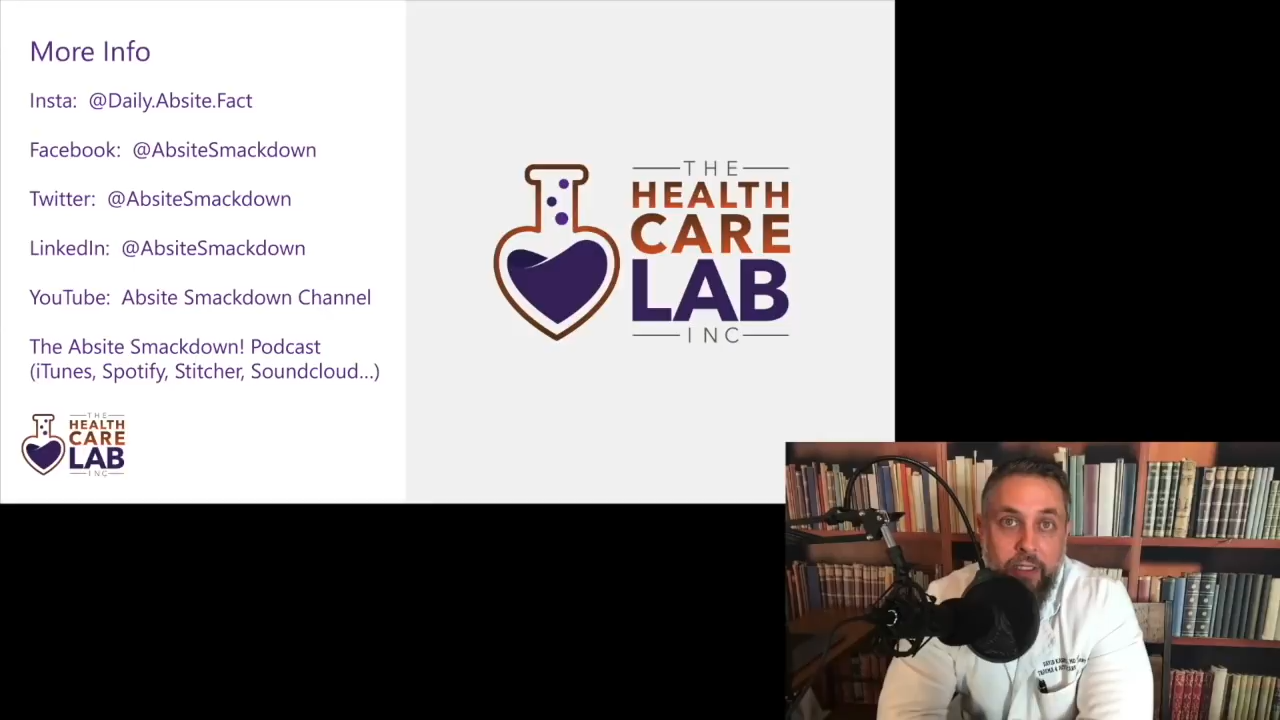 More Info
Insta: @Daily.Absite.Fact
Facebook: @AbsiteSmackdown
Twitter: @AbsiteSmackdown
LinkedIn: @AbsiteSmackdown
YouTube: Absite Smackdown Channel
The Absite Smackdown! Podcast
(iTunes, Spotify, Stitcher, Soundcloud...)
THE
HEALTH
CARE
LAB
INC
THE
HEALTH
CARE
LAB
INC